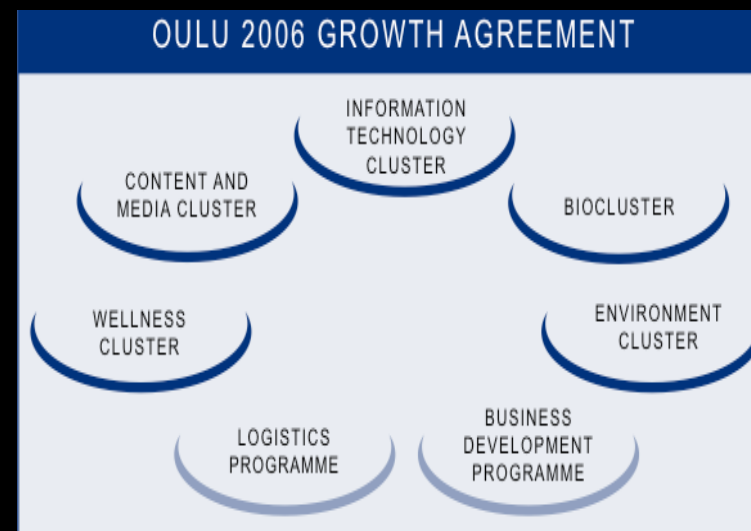 OULU 2006 GROWTH AGREEMENT
INFORMATION
TECHNOLOGY
CLUSTER
CONTENT AND
MEDIA CLUSTER
BIOCLUSTER
WELLNESS
CLUSTER
ENVIRONMENT
CLUSTER
LOGISTICS
PROGRAMME
BUSINESS
DEVELOPMENT
PROGRAMME